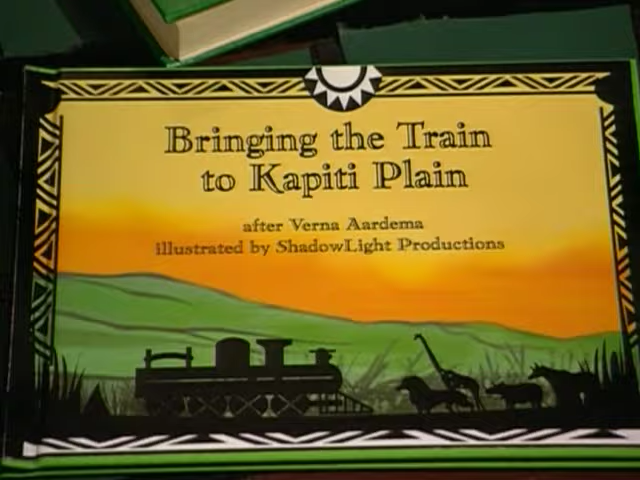 Bringing the Train
to Kapiti Plain
after Verna Aardema
illustrated by ShadowLight Productions